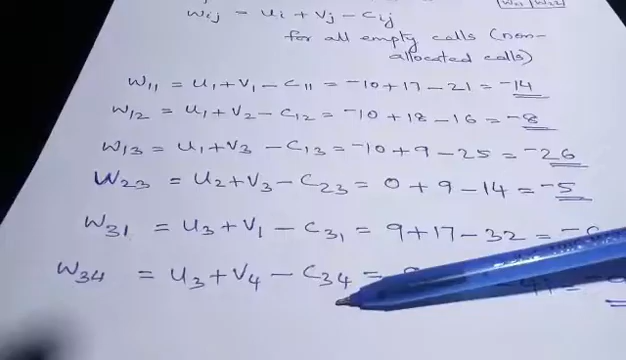 Wij = Ui + Vj - Cij
for all empty cells (non-
allocated cells)
W11 = U1+V1 - C11 = -10+17-21 = -14
W12 = U1+V2 - C12 = -10+18-16 = -8
W13 = U1+V3 - C13 = -10+9-25 = -26
W23 = U2+V3 - C23 = 0+9-14 = -5
W31 = U3+V1 - C31 = 9+17-32 =
W34 = U3+V4 - C34 =